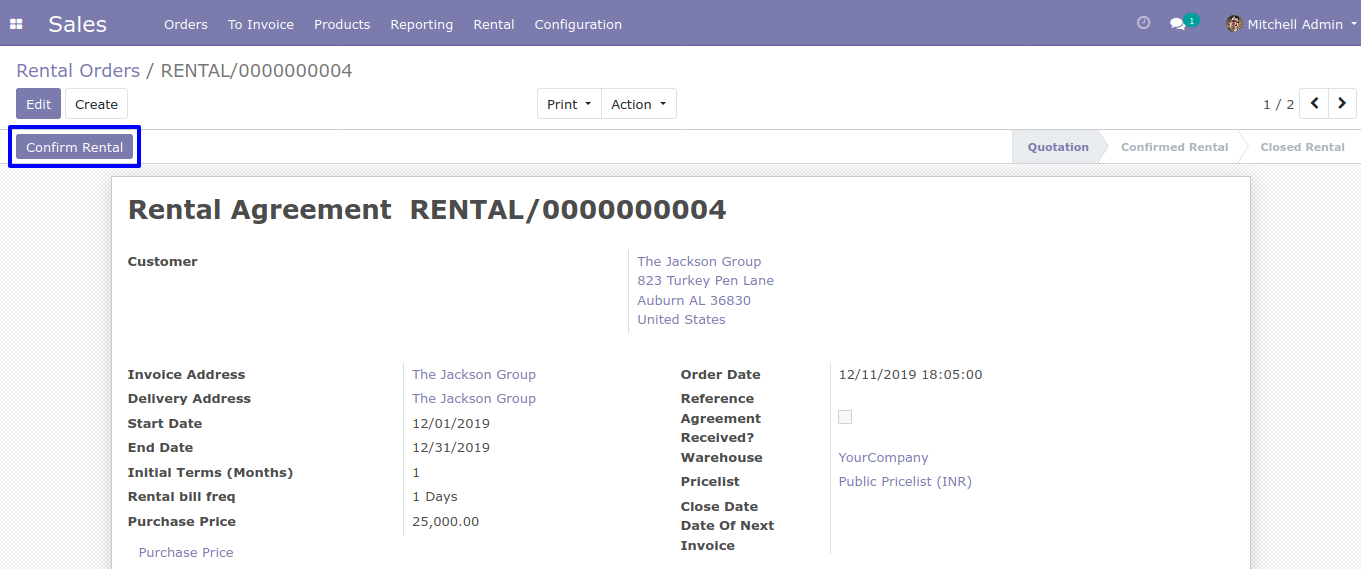 Sales Orders To Invoice Products Reporting Rental Configuration 1 Mitchell Admin
Rental Orders / RENTAL/0000000004
Edit Create Print Action 1 / 2
Confirm Rental Quotation Confirmed Rental Closed Rental
Rental Agreement RENTAL/0000000004
Customer The Jackson Group
823 Turkey Pen Lane
Auburn AL 36830
United States
Invoice Address The Jackson Group
Delivery Address The Jackson Group
Start Date 12/01/2019
End Date 12/31/2019
Initial Terms (Months) 1
Rental bill freq 1 Days
Purchase Price 25,000.00
Purchase Price
Order Date 12/11/2019 18:05:00
Reference
Agreement
Received?
Warehouse YourCompany
Pricelist Public Pricelist (INR)
Close Date
Date Of Next
Invoice